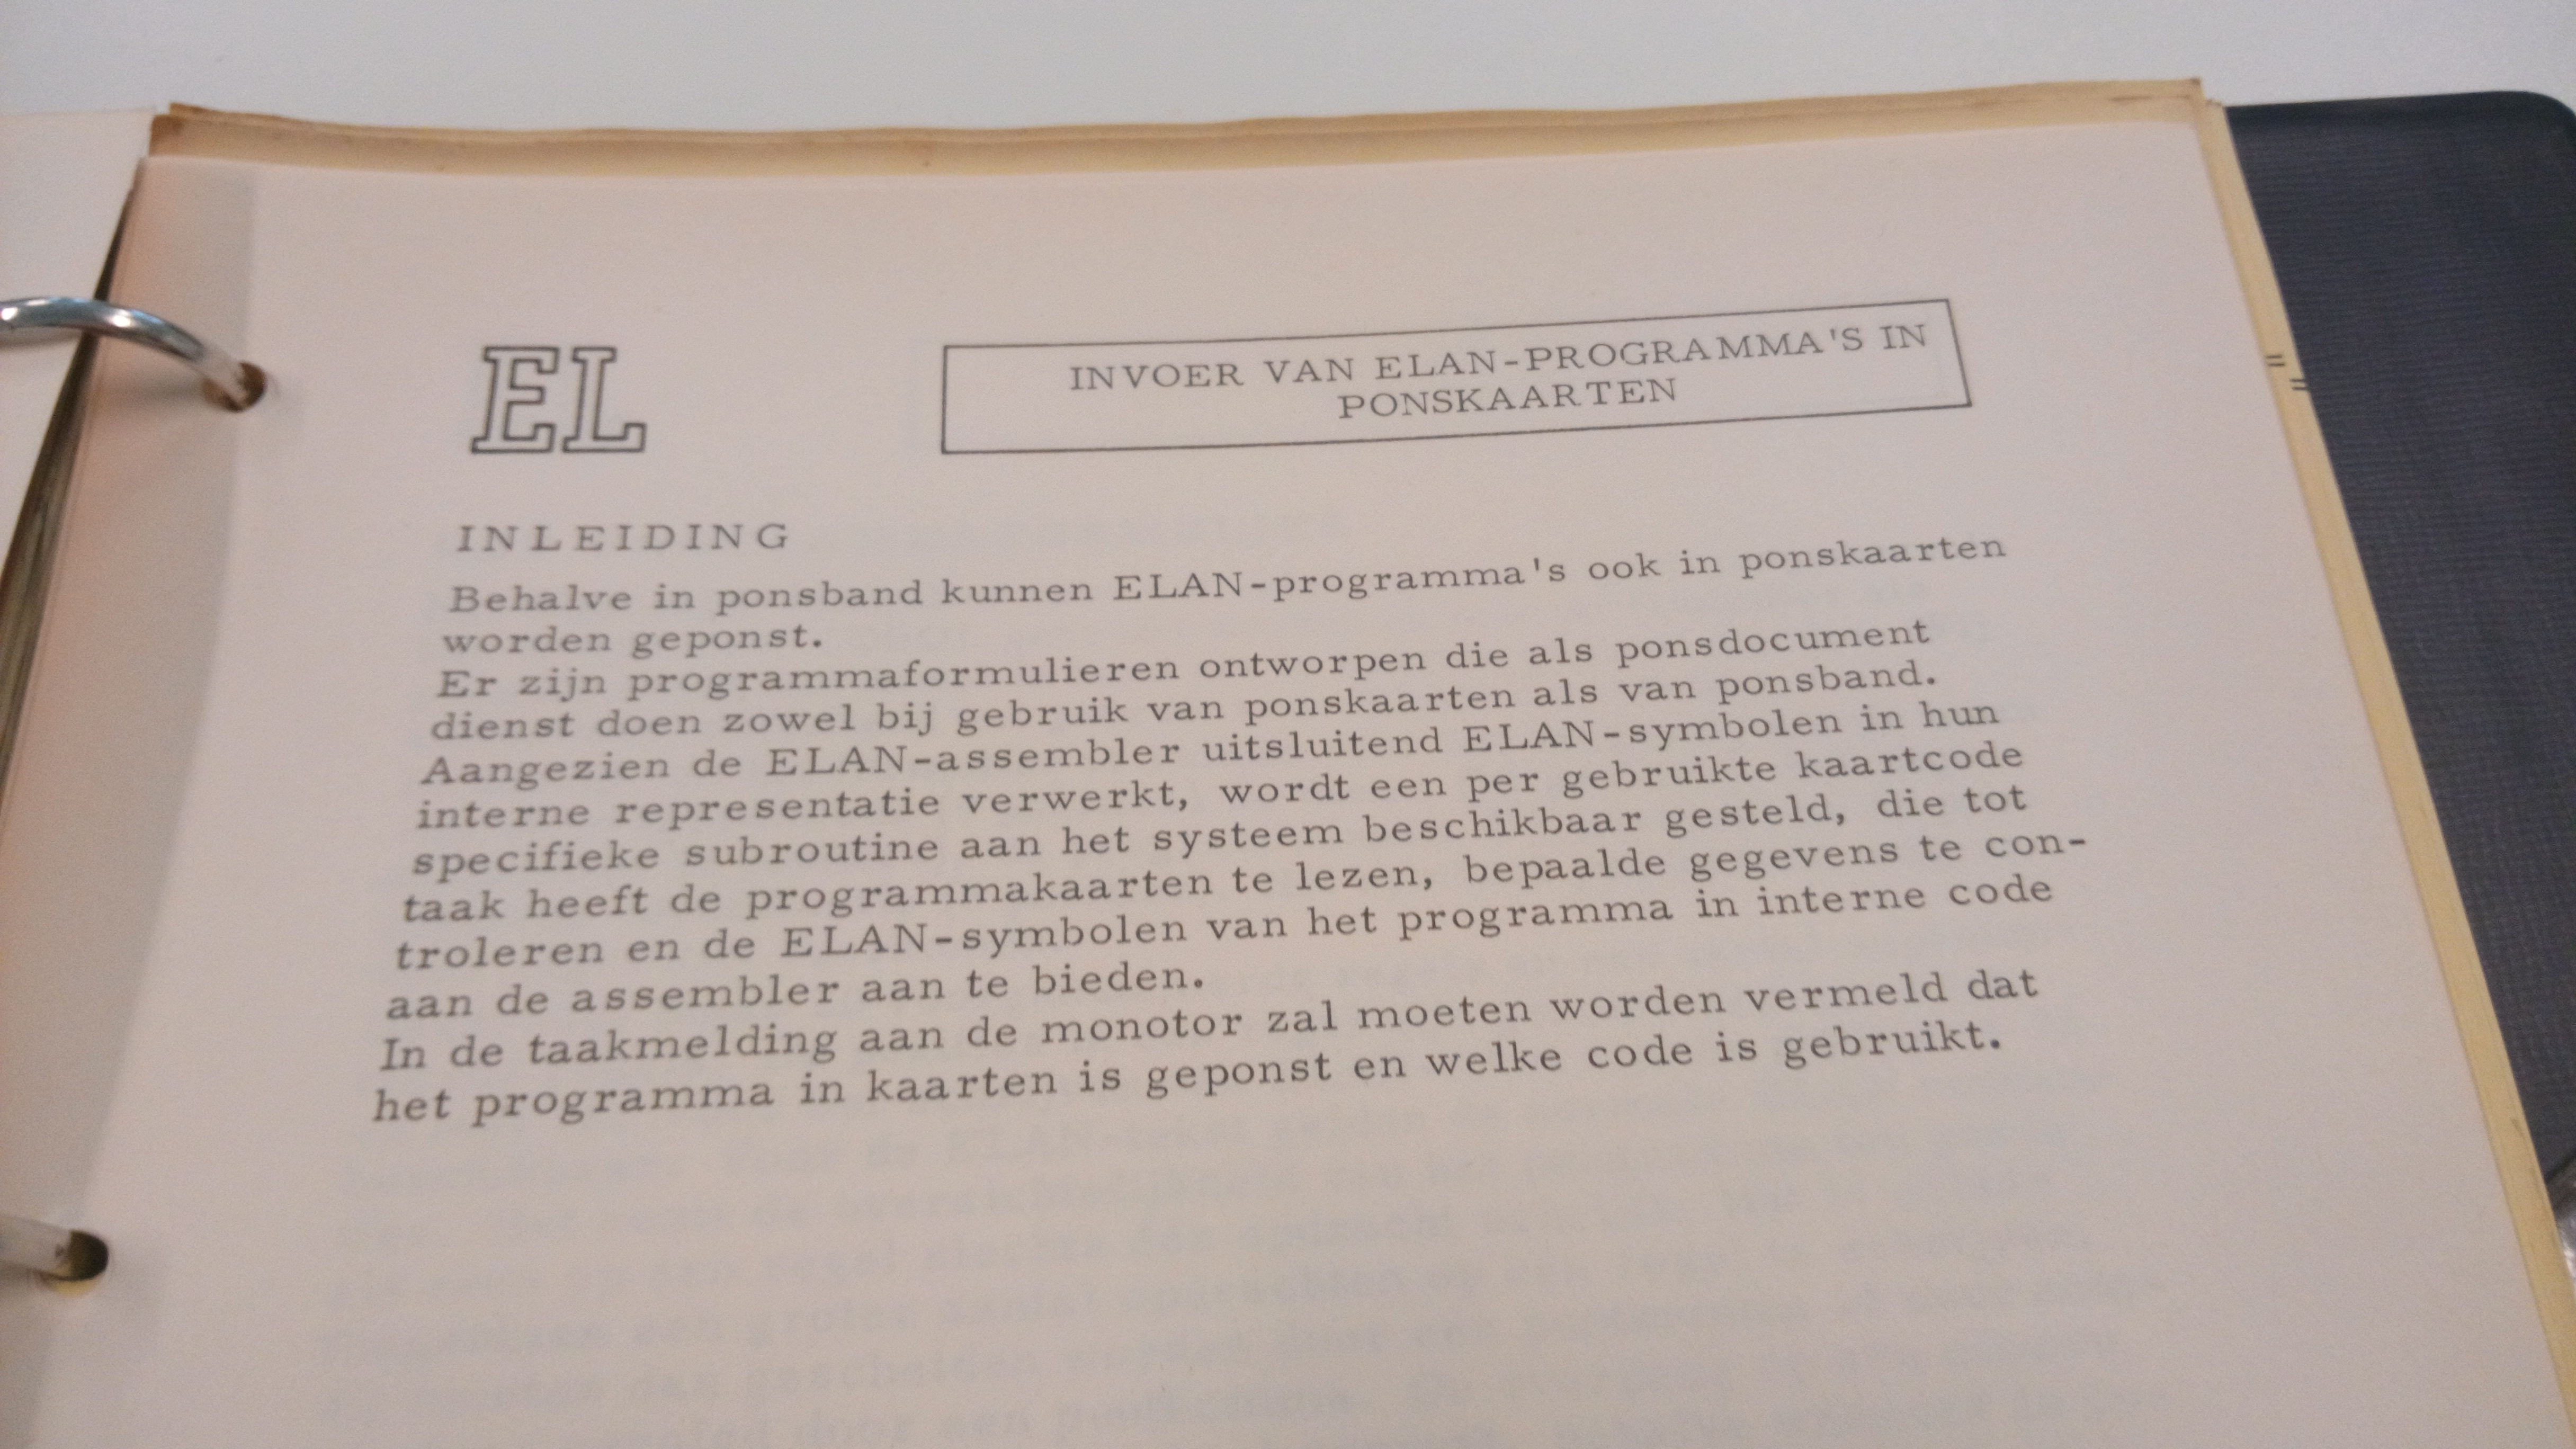 EL
INVOER VAN ELAN-PROGRAMMA'S IN
PONSKAARTEN
INLEIDING
Behalve in ponsband kunnen ELAN-programma's ook in ponskaarten
worden geponst.
Er zijn programmaformulieren ontworpen die als ponsdocument
dienst doen zowel bij gebruik van ponskaarten als van ponsband.
Aangezien de ELAN-assembler uitsluitend ELAN-symbolen in hun
interne representatie verwerkt, wordt een per gebruikte kaartcode
specifieke subroutine aan het systeem beschikbaar gesteld, die tot
taak heeft de programmakaarten te lezen, bepaalde gegevens te con-
troleren en de ELAN-symbolen van het programma in interne code
aan de assembler aan te bieden.
In de taakmelding aan de monotor zal moeten worden vermeld dat
het programma in kaarten is geponst en welke code is gebruikt.